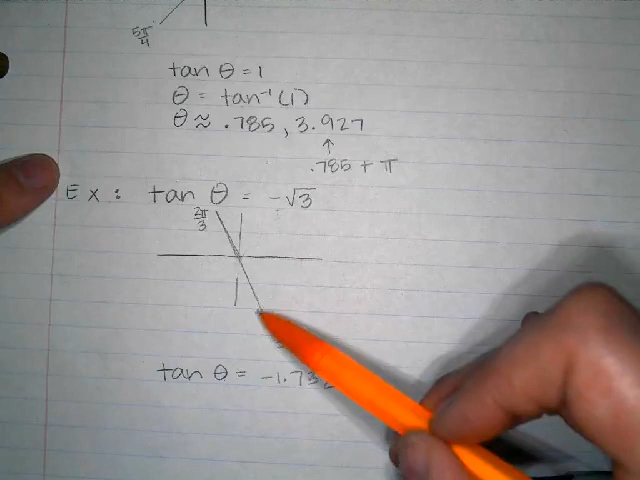 5π/4
tan θ = 1
θ = tan⁻¹(1)
θ ≈ .785, 3.927
↑
.785 + π
Ex: tan θ = -√3
2π/3
tan θ = -1.73